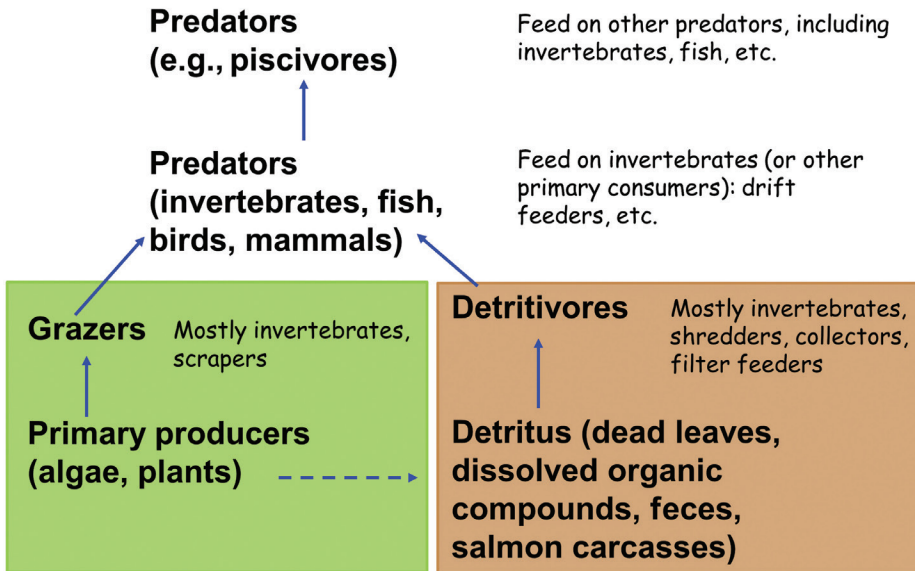 Predators
(e.g., piscivores)
Feed on other predators, including
invertebrates, fish, etc.
Predators
(invertebrates, fish,
birds, mammals)
Feed on invertebrates (or other
primary consumers): drift
feeders, etc.
Grazers
Mostly invertebrates,
scrapers
Primary producers
(algae, plants)
Detritivores
Mostly invertebrates,
shredders, collectors,
filter feeders
Detritus (dead leaves,
dissolved organic
compounds, feces,
salmon carcasses)